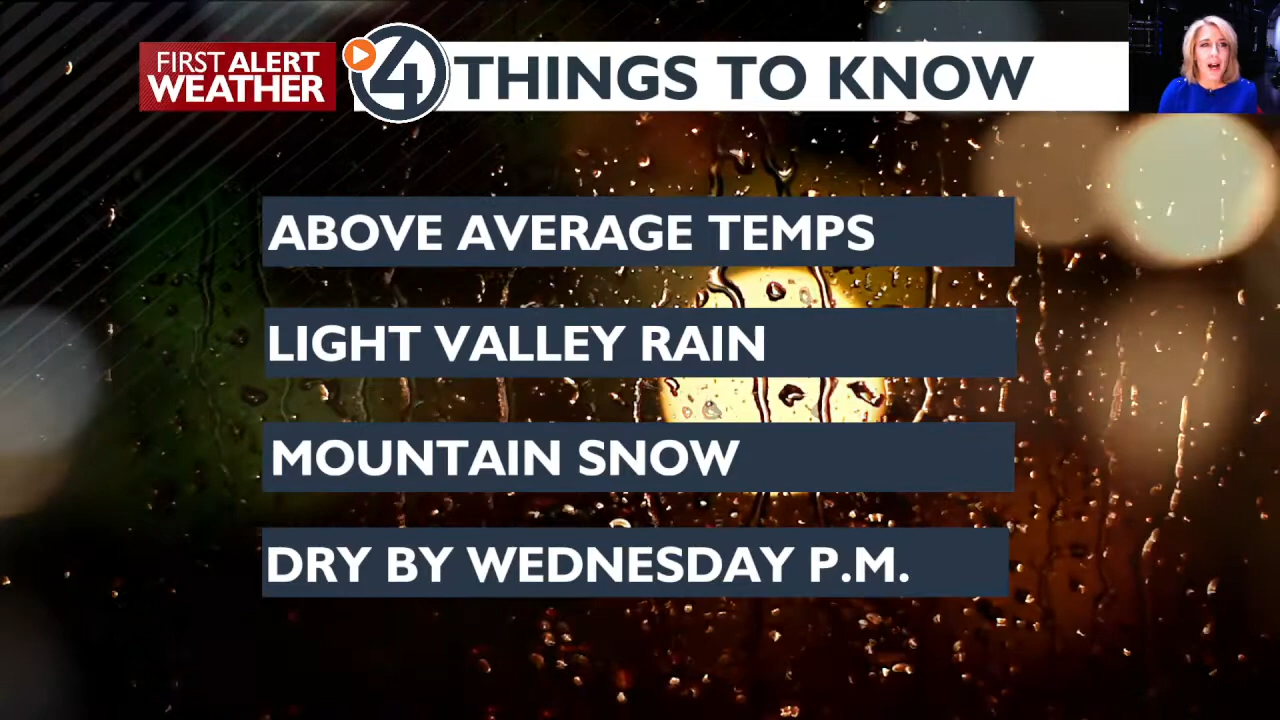 FIRST ALERT
WEATHER
4 THINGS TO KNOW
ABOVE AVERAGE TEMPS
LIGHT VALLEY RAIN
MOUNTAIN SNOW
DRY BY WEDNESDAY P.M.